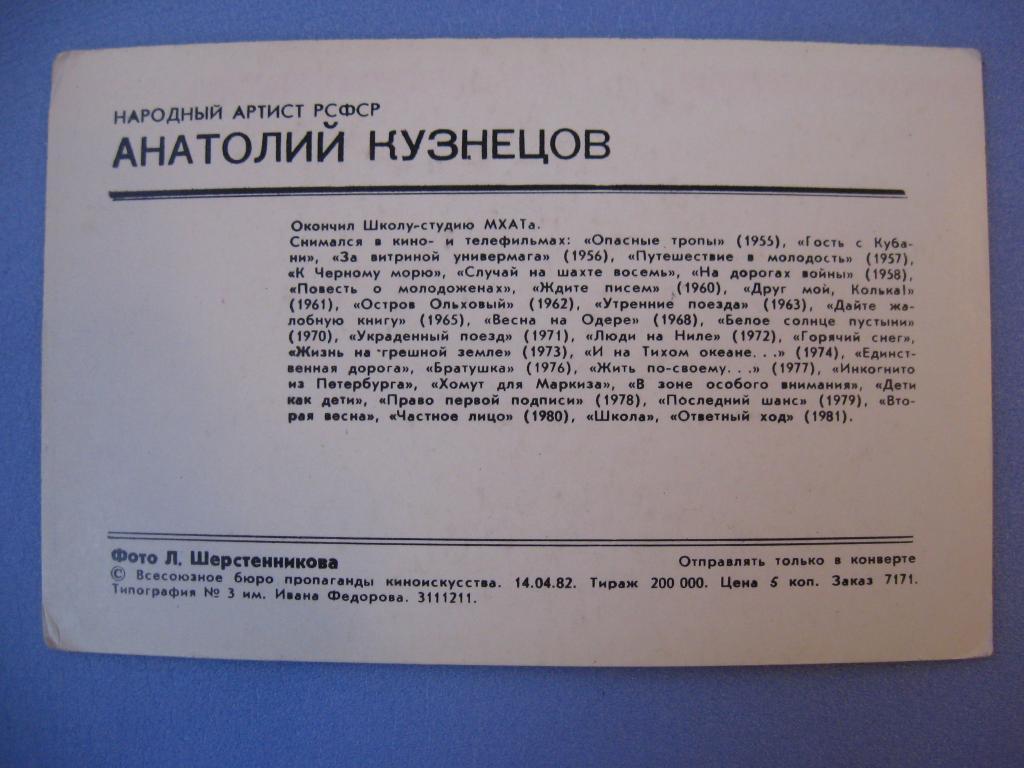 НАРОДНЫЙ АРТИСТ РСФСР
АНАТОЛИЙ КУЗНЕЦОВ
Окончил Школу-студию МХАТа.
Снимался в кино- и телефильмах: «Опасные тропы» (1955), «Гость с Куба-
ни», «За витриной универмага» (1956), «Путешествие в молодость» (1957),
«К Черному морю», «Случай на шахте восемь», «На дорогах войны» (1958),
«Повесть о молодоженах», «Ждите писем» (1960), «Друг мой, Колька!»
(1961), «Остров Ольховый» (1962), «Утренние поезда» (1963), «Дайте жа-
лобную книгу» (1965), «Весна на Одере» (1968), «Белое солнце пустыни»
(1970), «Украденный поезд» (1971), «Люди на Ниле» (1972), «Горячий снег»,
«Жизнь на грешной земле» (1973), «И на Тихом океане...» (1974), «Единст-
венная дорога», «Братушка» (1976), «Жить по-своему...» (1977), «Инкогнито
из Петербурга», «Хомут для Маркиза», «В зоне особого внимания», «Дети
как дети», «Право первой подписи» (1978), «Последний шанс» (1979), «Вто-
рая весна», «Частное лицо» (1980), «Школа», «Ответный ход» (1981).
Фото Л. Шерстенникова Отправлять только в конверте
© Всесоюзное бюро пропаганды киноискусства. 14.04.82. Тираж 200 000. Цена 5 коп. Заказ 7171.
Типография № 3 им. Ивана Федорова. 3111211.